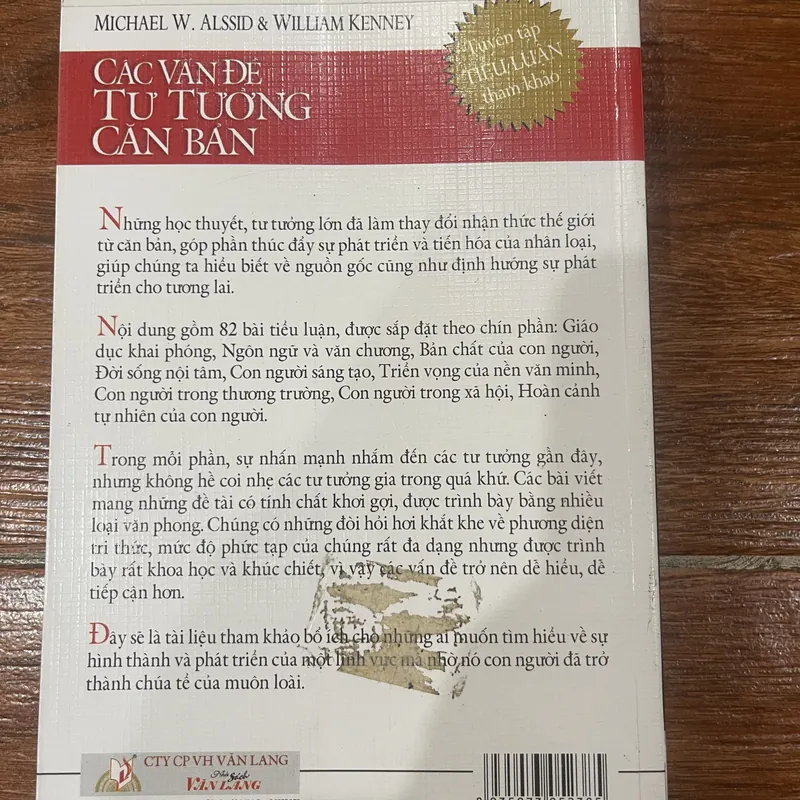 MICHAEL W. ALSSID & WILLIAM KENNEY
Tuyển tập
TIỂU LUẬN
tham khảo
CÁC VẤN ĐỀ
TƯ TƯỞNG
CĂN BẢN
Những học thuyết, tư tưởng lớn đã làm thay đổi nhận thức thế giới
từ căn bản, góp phần thúc đẩy sự phát triển và tiến hóa của nhân loại,
giúp chúng ta hiểu biết về nguồn gốc cũng như định hướng sự phát
triển cho tương lai.
Nội dung gồm 82 bài tiểu luận, được sắp đặt theo chín phần: Giáo
dục khai phóng, Ngôn ngữ và văn chương, Bản chất của con người,
Đời sống nội tâm, Con người sáng tạo, Triển vọng của nền văn minh,
Con người trong thương trường, Con người trong xã hội, Hoàn cảnh
tự nhiên của con người.
Trong mỗi phần, sự nhấn mạnh nhắm đến các tư tưởng gần đây,
nhưng không hề coi nhẹ các tư tưởng gia trong quá khứ. Các bài viết
mang những đề tài có tính chất khơi gợi, được trình bày bằng nhiều
loại văn phong. Chúng có những đòi hỏi hơi khắt khe về phương diện
tri thức, mức độ phức tạp của chúng rất đa dạng nhưng được trình
bày rất khoa học và khúc chiết, vì vậy các vấn đề trở nên dễ hiểu, dễ
tiếp cận hơn.
Đây sẽ là tài liệu tham khảo bổ ích cho những ai muốn tìm hiểu về sự
hình thành và phát triển của một lĩnh vực mà nhờ nó con người đã trở
thành chúa tể của muôn loài.
CTY CP VH VĂN LANG
Nhà Sách
VĂN LANG